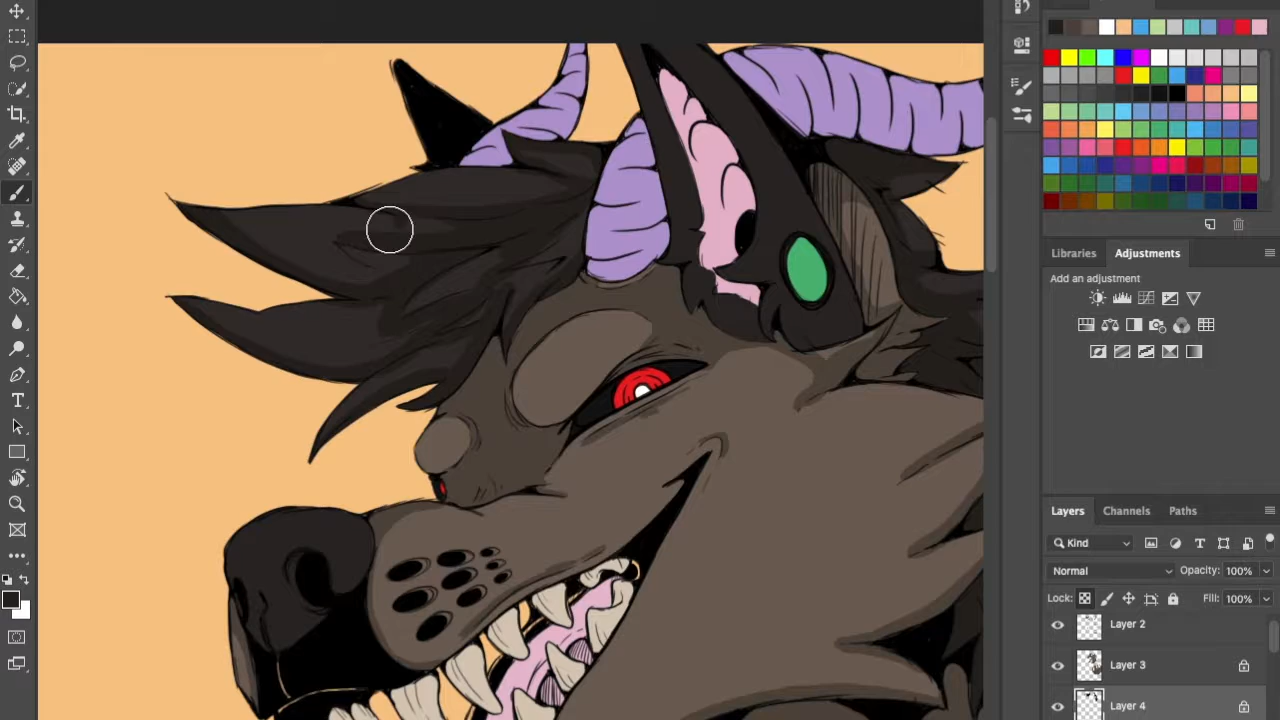 Libraries
Adjustments
Add an adjustment
Layers
Channels
Paths
Kind
Normal
Opacity: 100%
Lock:
Fill: 100%
Layer 2
Layer 3
Layer 4
T